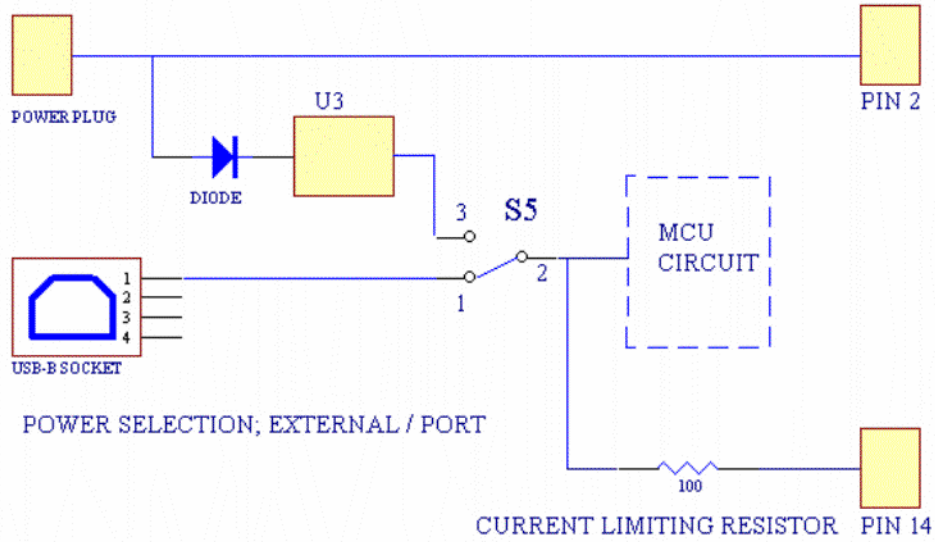 POWER PLUG
PIN 2
U3
DIODE
3
S5
MCU
CIRCUIT
1
2
3
4
1
2
USB-B SOCKET
POWER SELECTION; EXTERNAL / PORT
100
CURRENT LIMITING RESISTOR
PIN 14